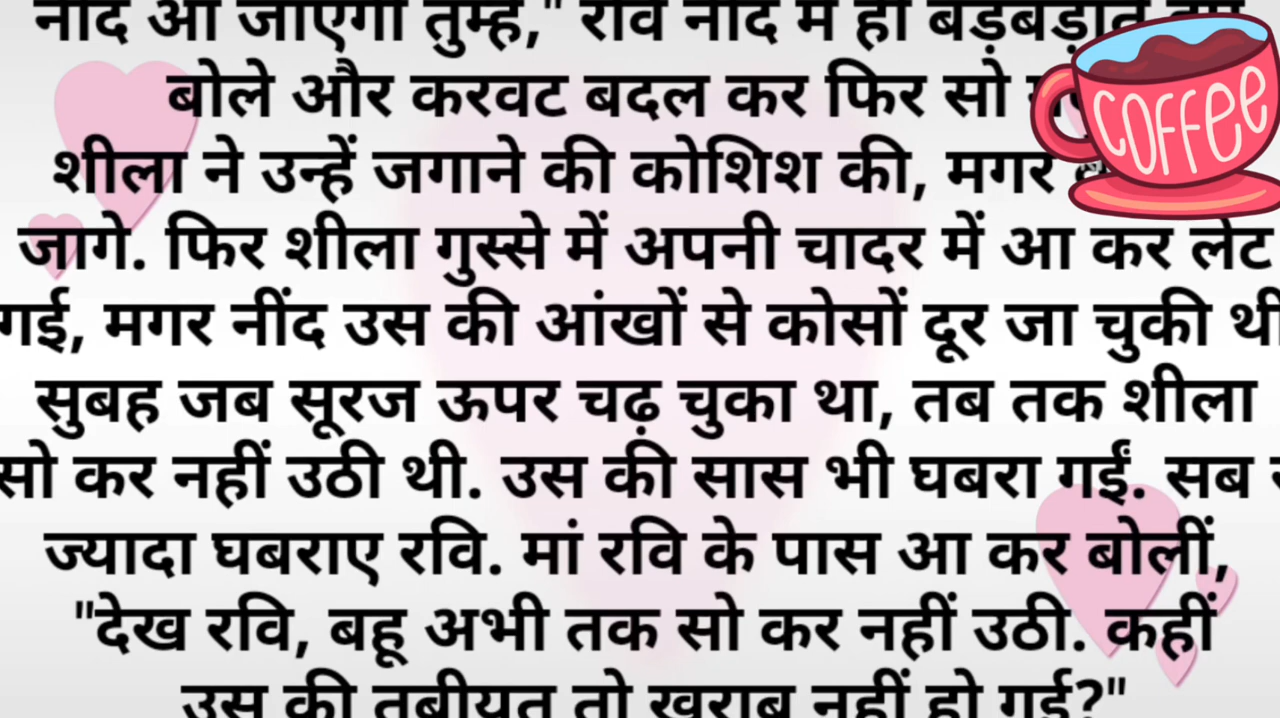 नींद आ जाएगी तुम्हें," रवि नींद में ही बड़बड़ाते हुए
बोले और करवट बदल कर फिर सो
COFFEE
शीला ने उन्हें जगाने की कोशिश की, मगर
जागे. फिर शीला गुस्से में अपनी चादर में आ कर लेट
गई, मगर नींद उस की आंखों से कोसों दूर जा चुकी थी
सुबह जब सूरज ऊपर चढ़ चुका था, तब तक शीला
सो कर नहीं उठी थी. उस की सास भी घबरा गईं. सब
ज्यादा घबराए रवि. मां रवि के पास आ कर बोलीं,
"देख रवि, बहू अभी तक सो कर नहीं उठी. कहीं
उस की तबीयत तो खराब नहीं हो गई?"